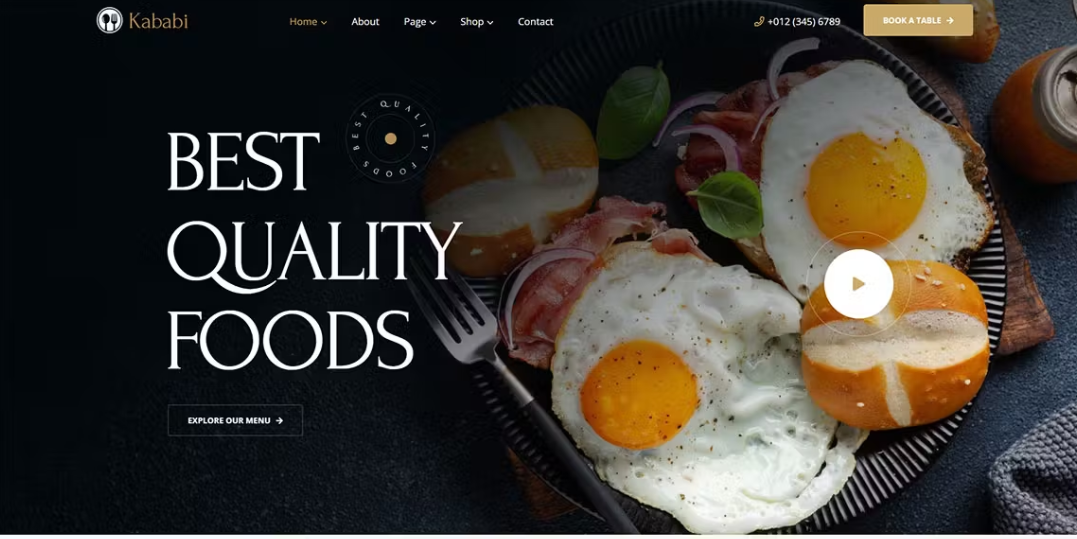 Kababi
Home
About
Page
Shop
Contact
+012 (345) 6789
BOOK A TABLE
BEST
QUALITY
FOODS
BEST QUALITY FOODS
EXPLORE OUR MENU